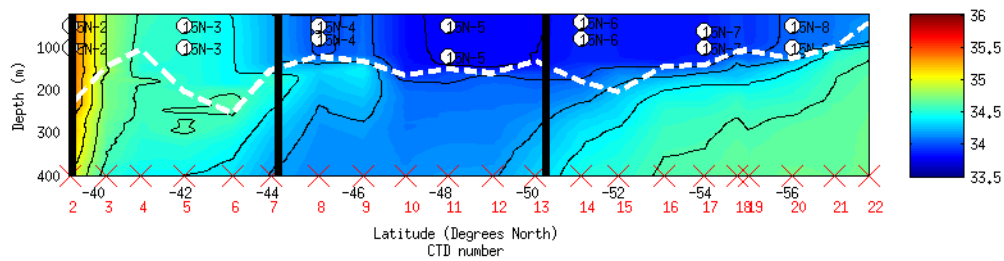 15N-2 15N-3 15N-4 15N-5 15N-6 15N-7 15N-8
15N-2 15N-3 15N-4 15N-5 15N-6 15N-7 15N-
100
200
300
400
Depth (m)
-40 -42 -44 -46 -48 -50 -52 -54 -56
2 3 4 5 6 7 8 9 10 11 12 13 14 15 16 17 18 19 20 21 22
Latitude (Degrees North)
CTD number
36
35.5
35
34.5
34
33.5